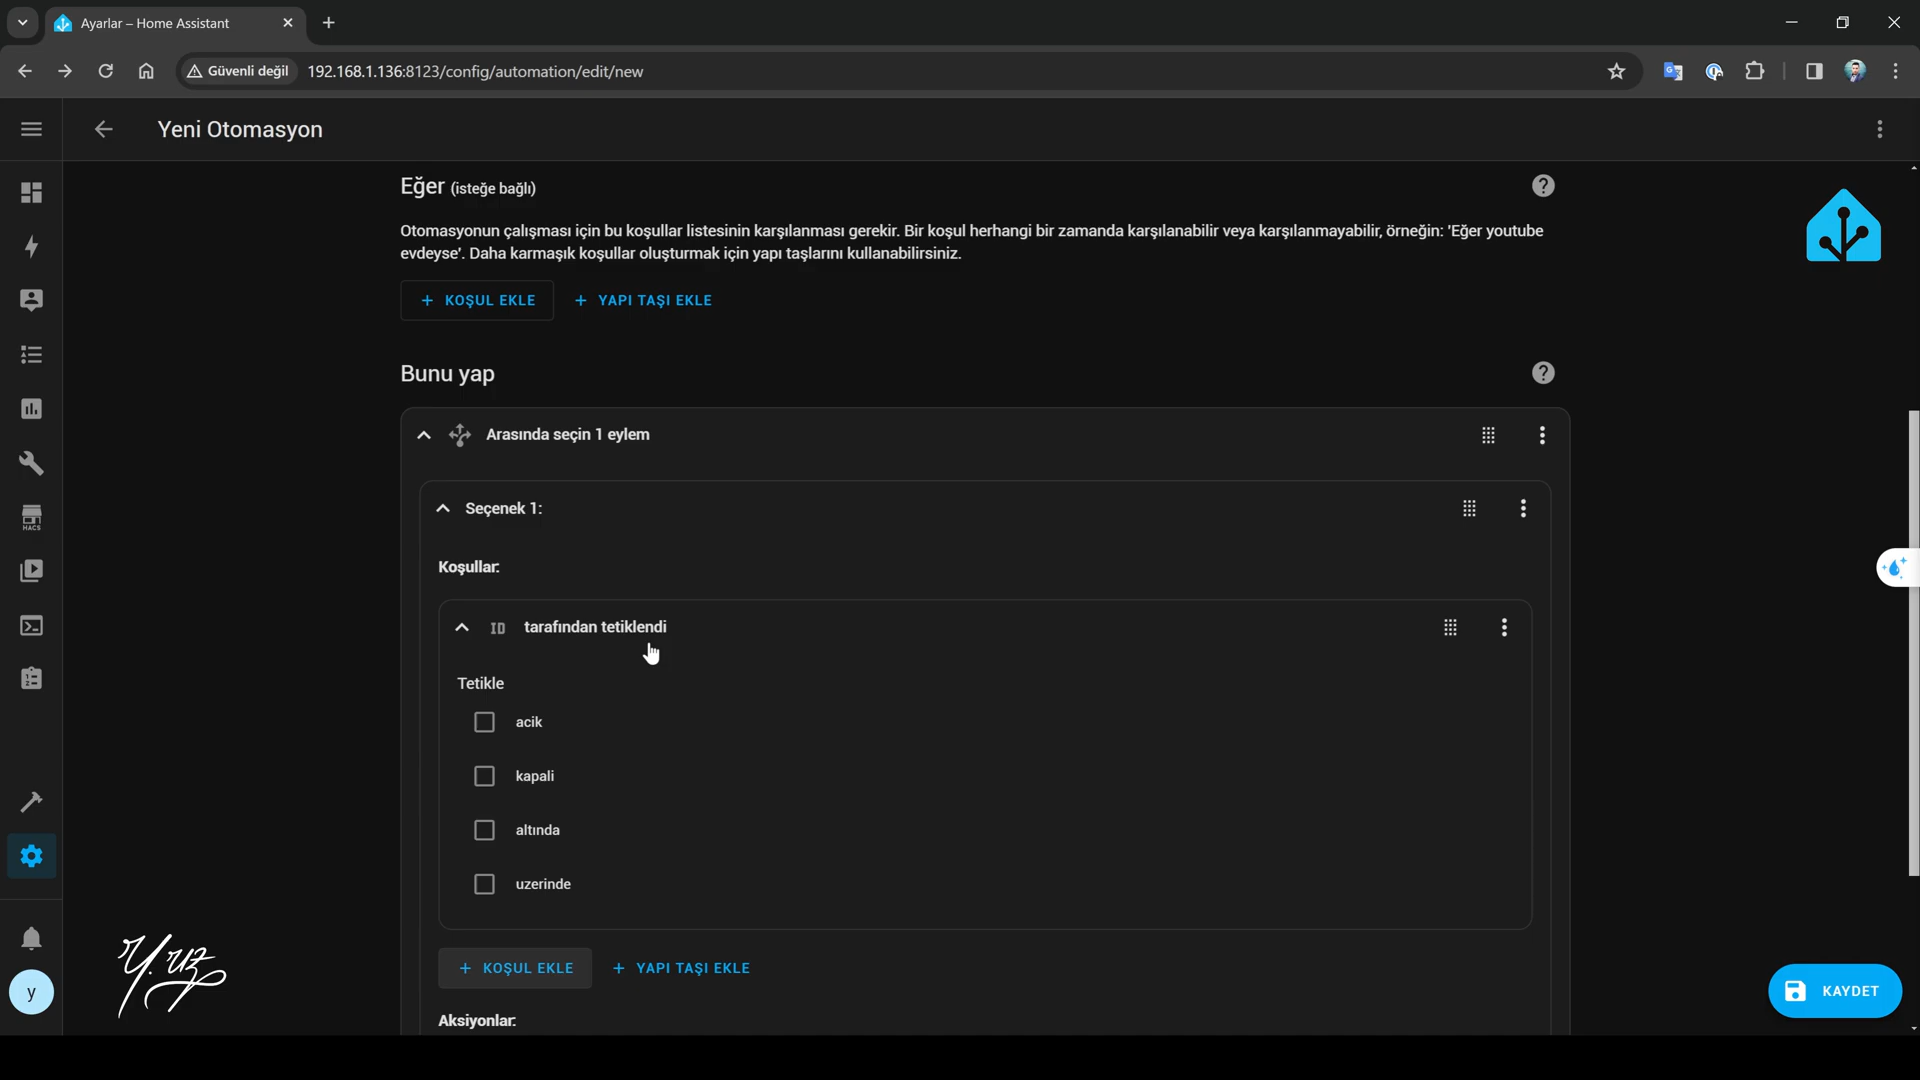 Ayarlar – Home Assistant
Güvenli değil
192.168.1.136:8123/config/automation/edit/new
Yeni Otomasyon
Eğer (isteğe bağlı)
Otomasyonun çalışması için bu koşullar listesinin karşılanması gerekir. Bir koşul herhangi bir zamanda karşılanabilir veya karşılanmayabilir, örneğin: 'Eğer youtube
evdeyse'. Daha karmaşık koşullar oluşturmak için yapı taşlarını kullanabilirsiniz.
+ KOŞUL EKLE + YAPI TAŞI EKLE
Bunu yap
Arasında seçin 1 eylem
Seçenek 1:
Koşullar:
HACS
ID tarafından tetiklendi
Tetikle
acik
kapali
altında
uzerinde
+ KOŞUL EKLE + YAPI TAŞI EKLE
Y.uz
y
KAYDET
Aksiyonlar: